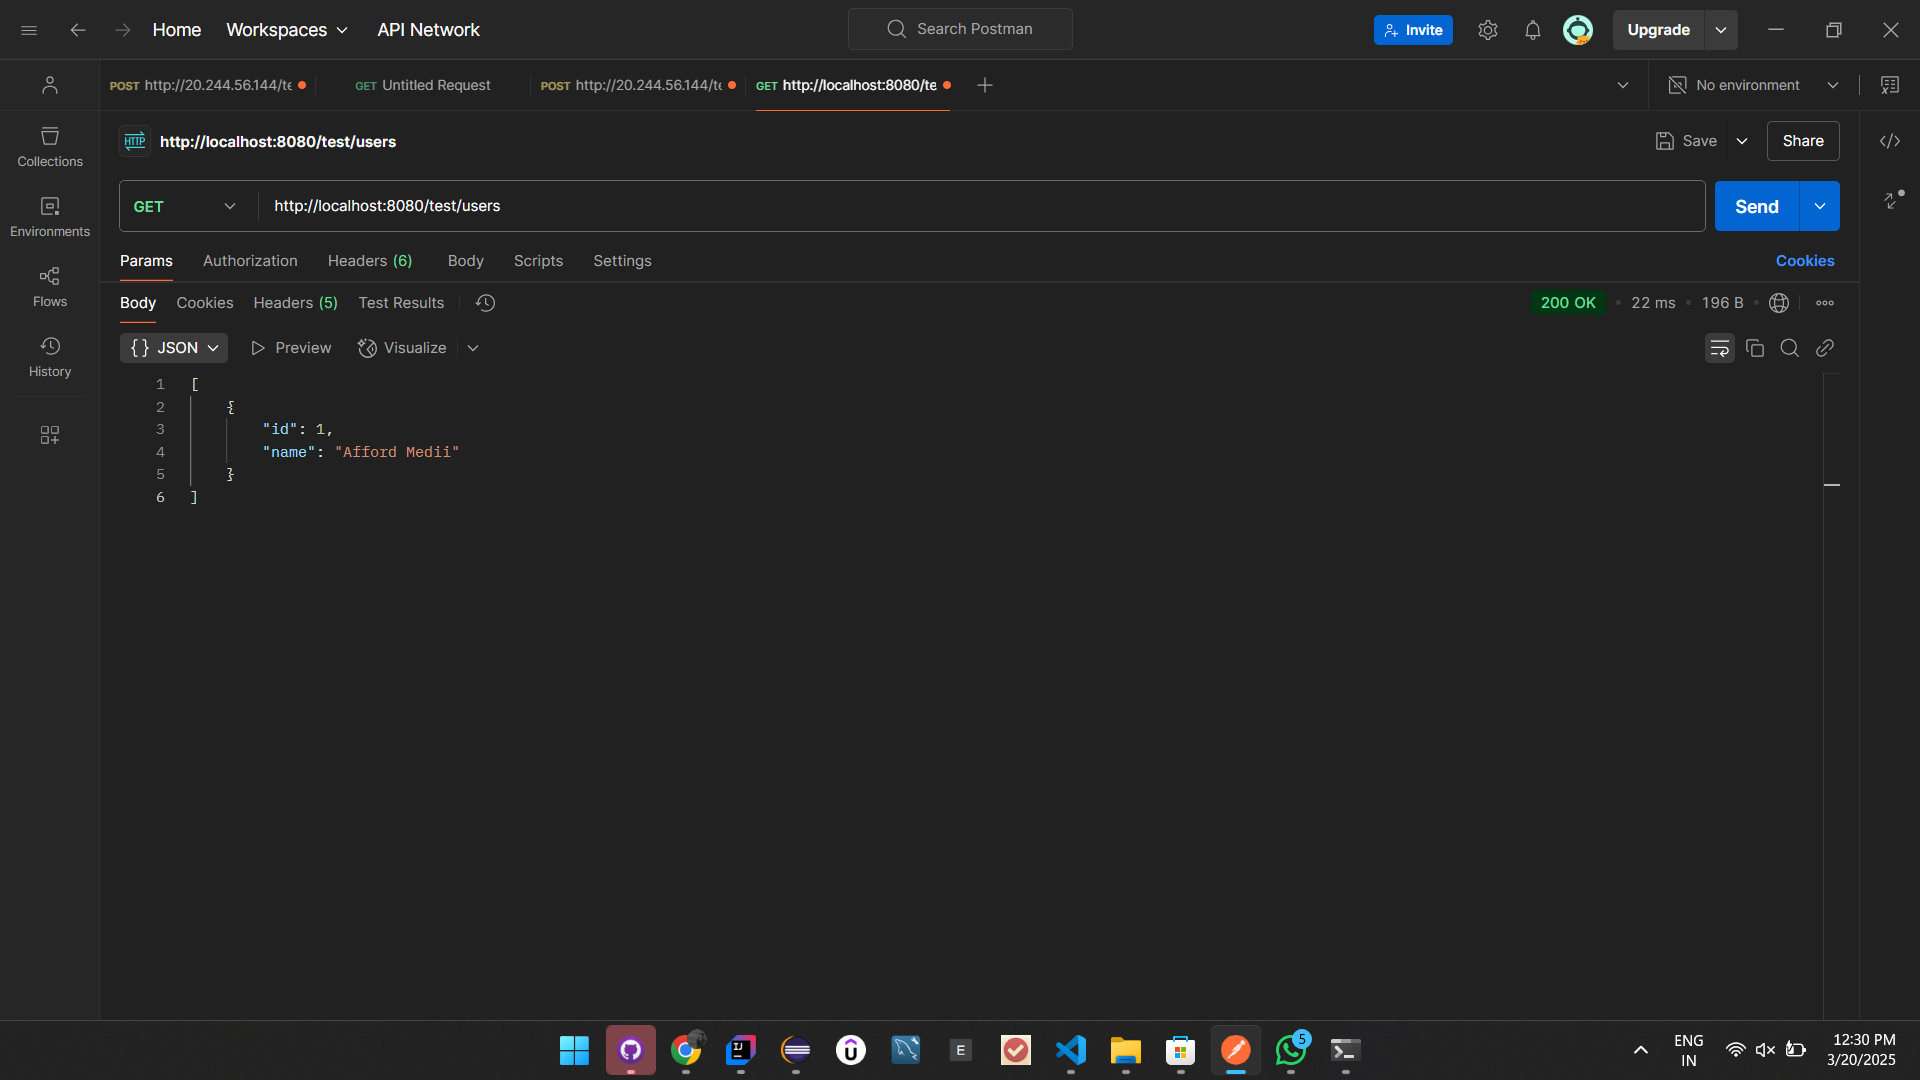 Home Workspaces API Network Search Postman Invite Upgrade
POST http://20.244.56.144/te GET Untitled Request POST http://20.244.56.144/te GET http://localhost:8080/te No environment
HTTP http://localhost:8080/test/users Save Share
Collections
Environments
Flows
History
GET http://localhost:8080/test/users Send
Params Authorization Headers (6) Body Scripts Settings Cookies
Body Cookies Headers (5) Test Results 200 OK 22 ms 196 B
{} JSON Preview Visualize
1 [
2 {
3 "id": 1,
4 "name": "Afford Medii"
5 }
6 ]
IJ E 5 ENG
IN
12:30 PM
3/20/2025